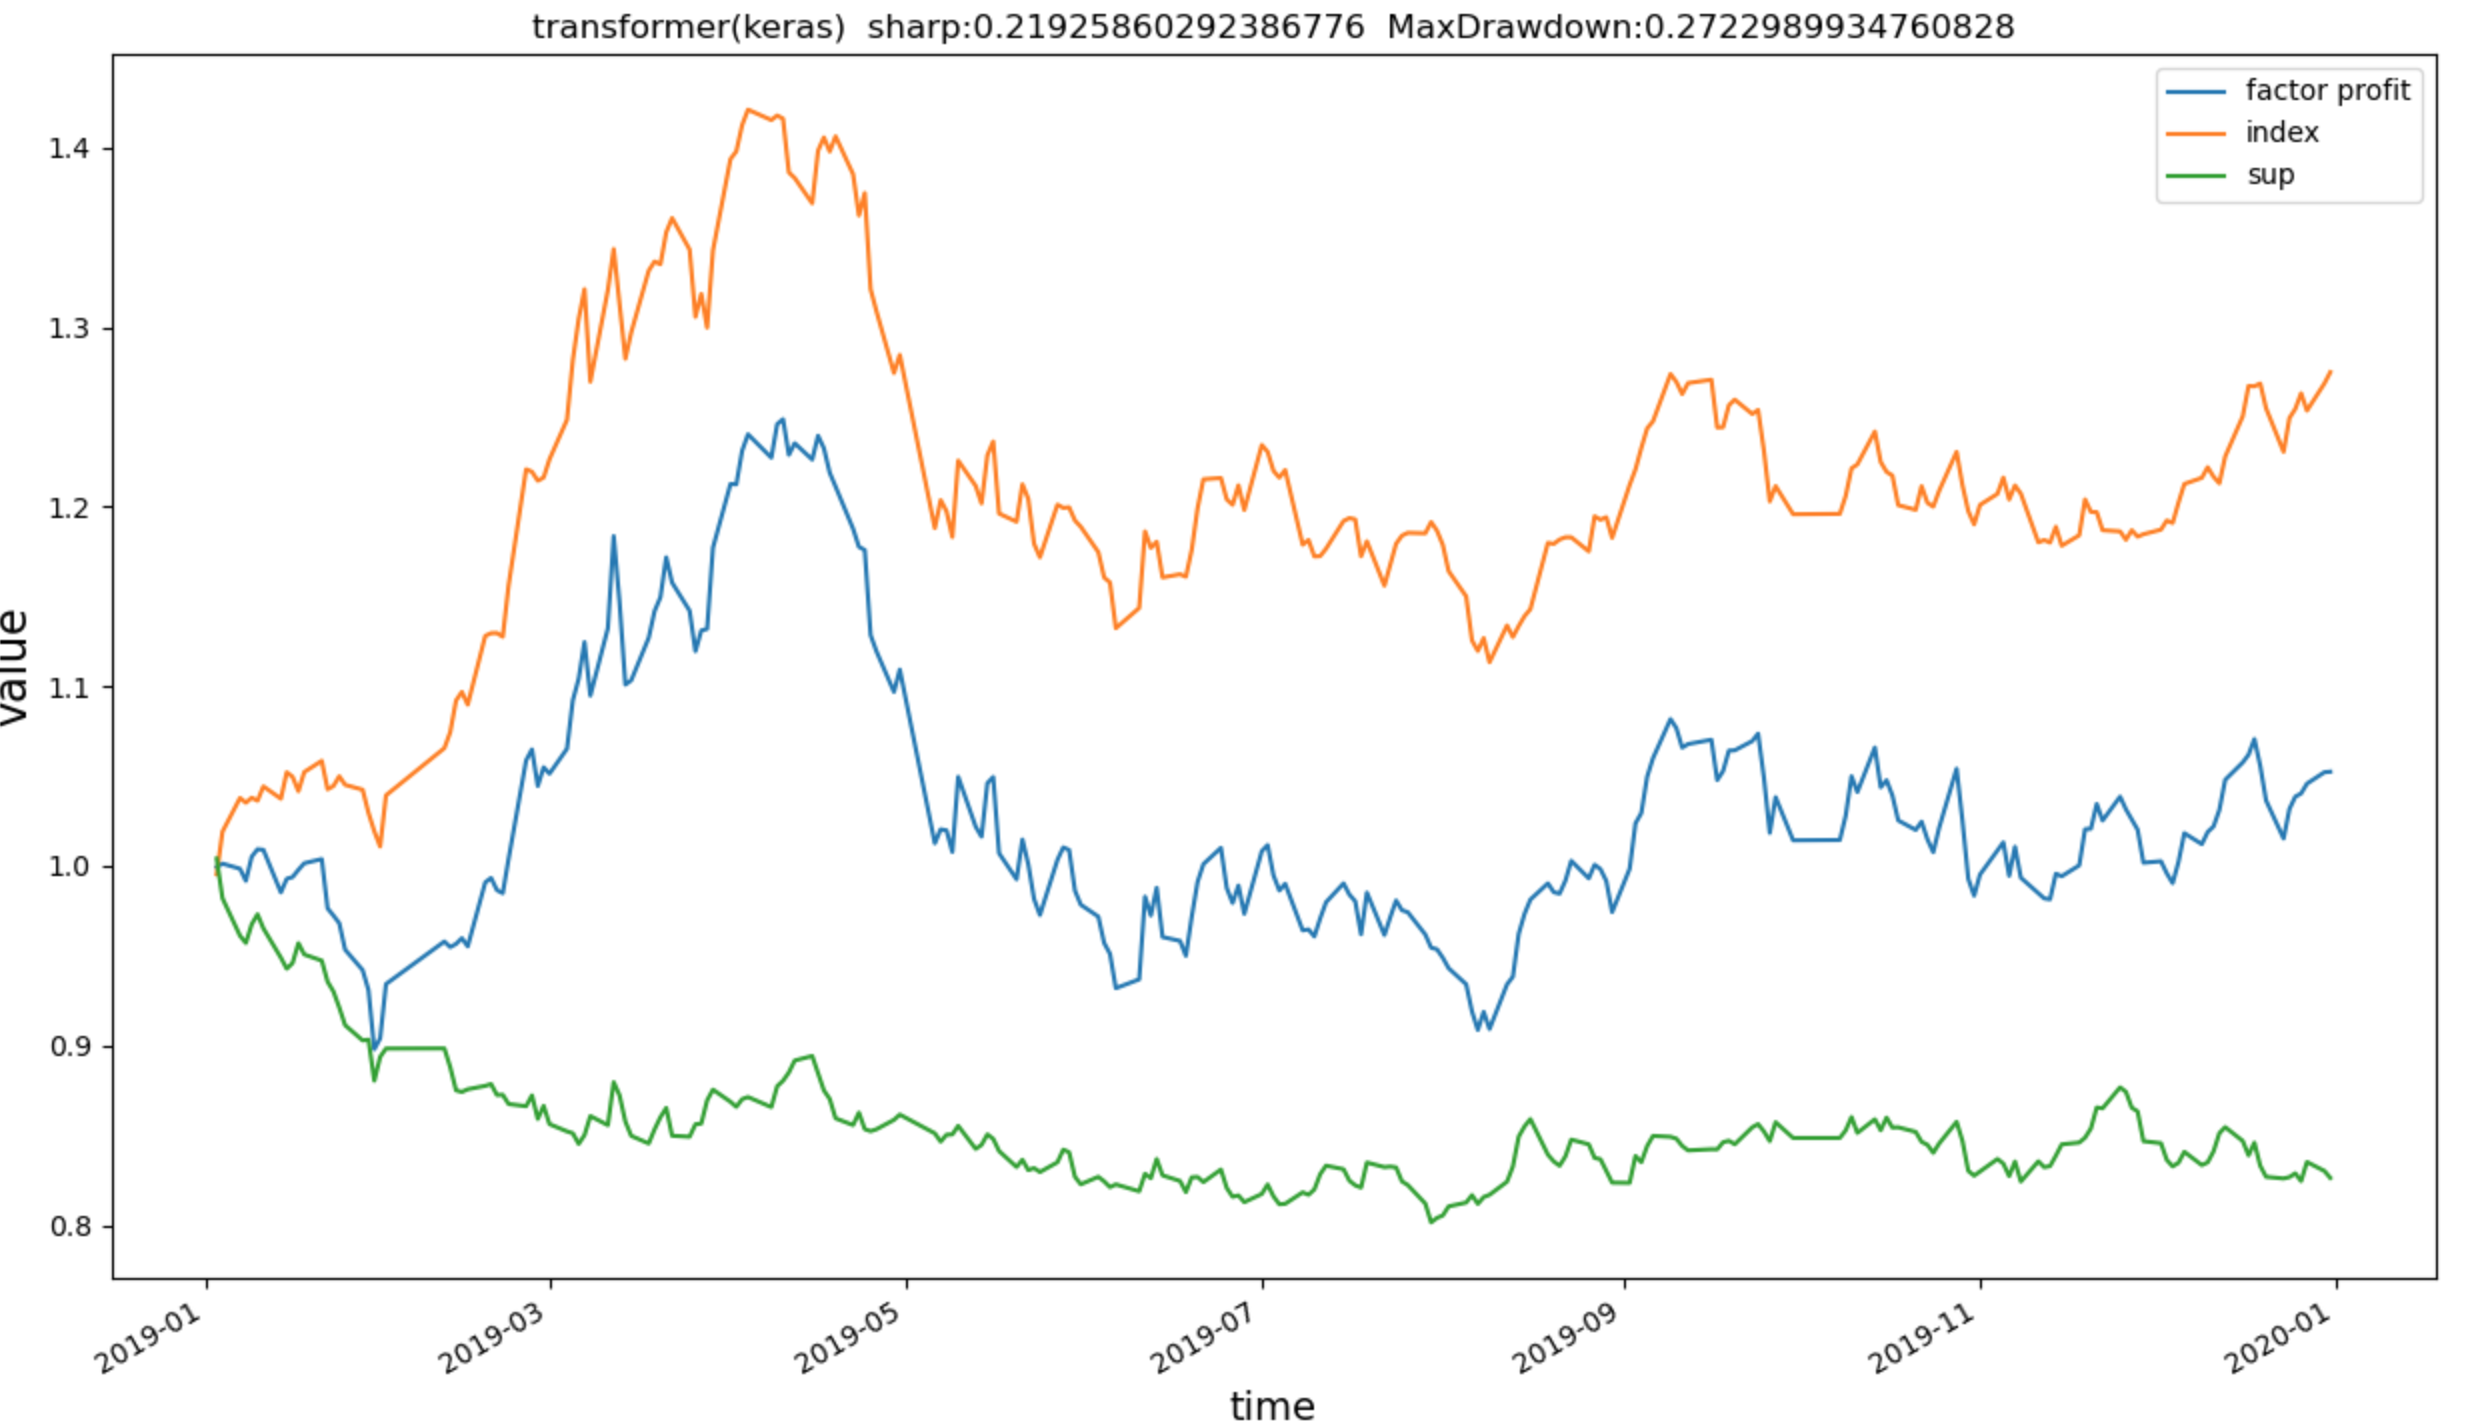 transformer(keras)  sharp:0.21925860292386776  MaxDrawdown:0.2722989934760828
factor profit
index
sup
value
1.4
1.3
1.2
1.1
1.0
0.9
0.8
2019-01
2019-03
2019-05
2019-07
2019-09
2019-11
2020-01
time